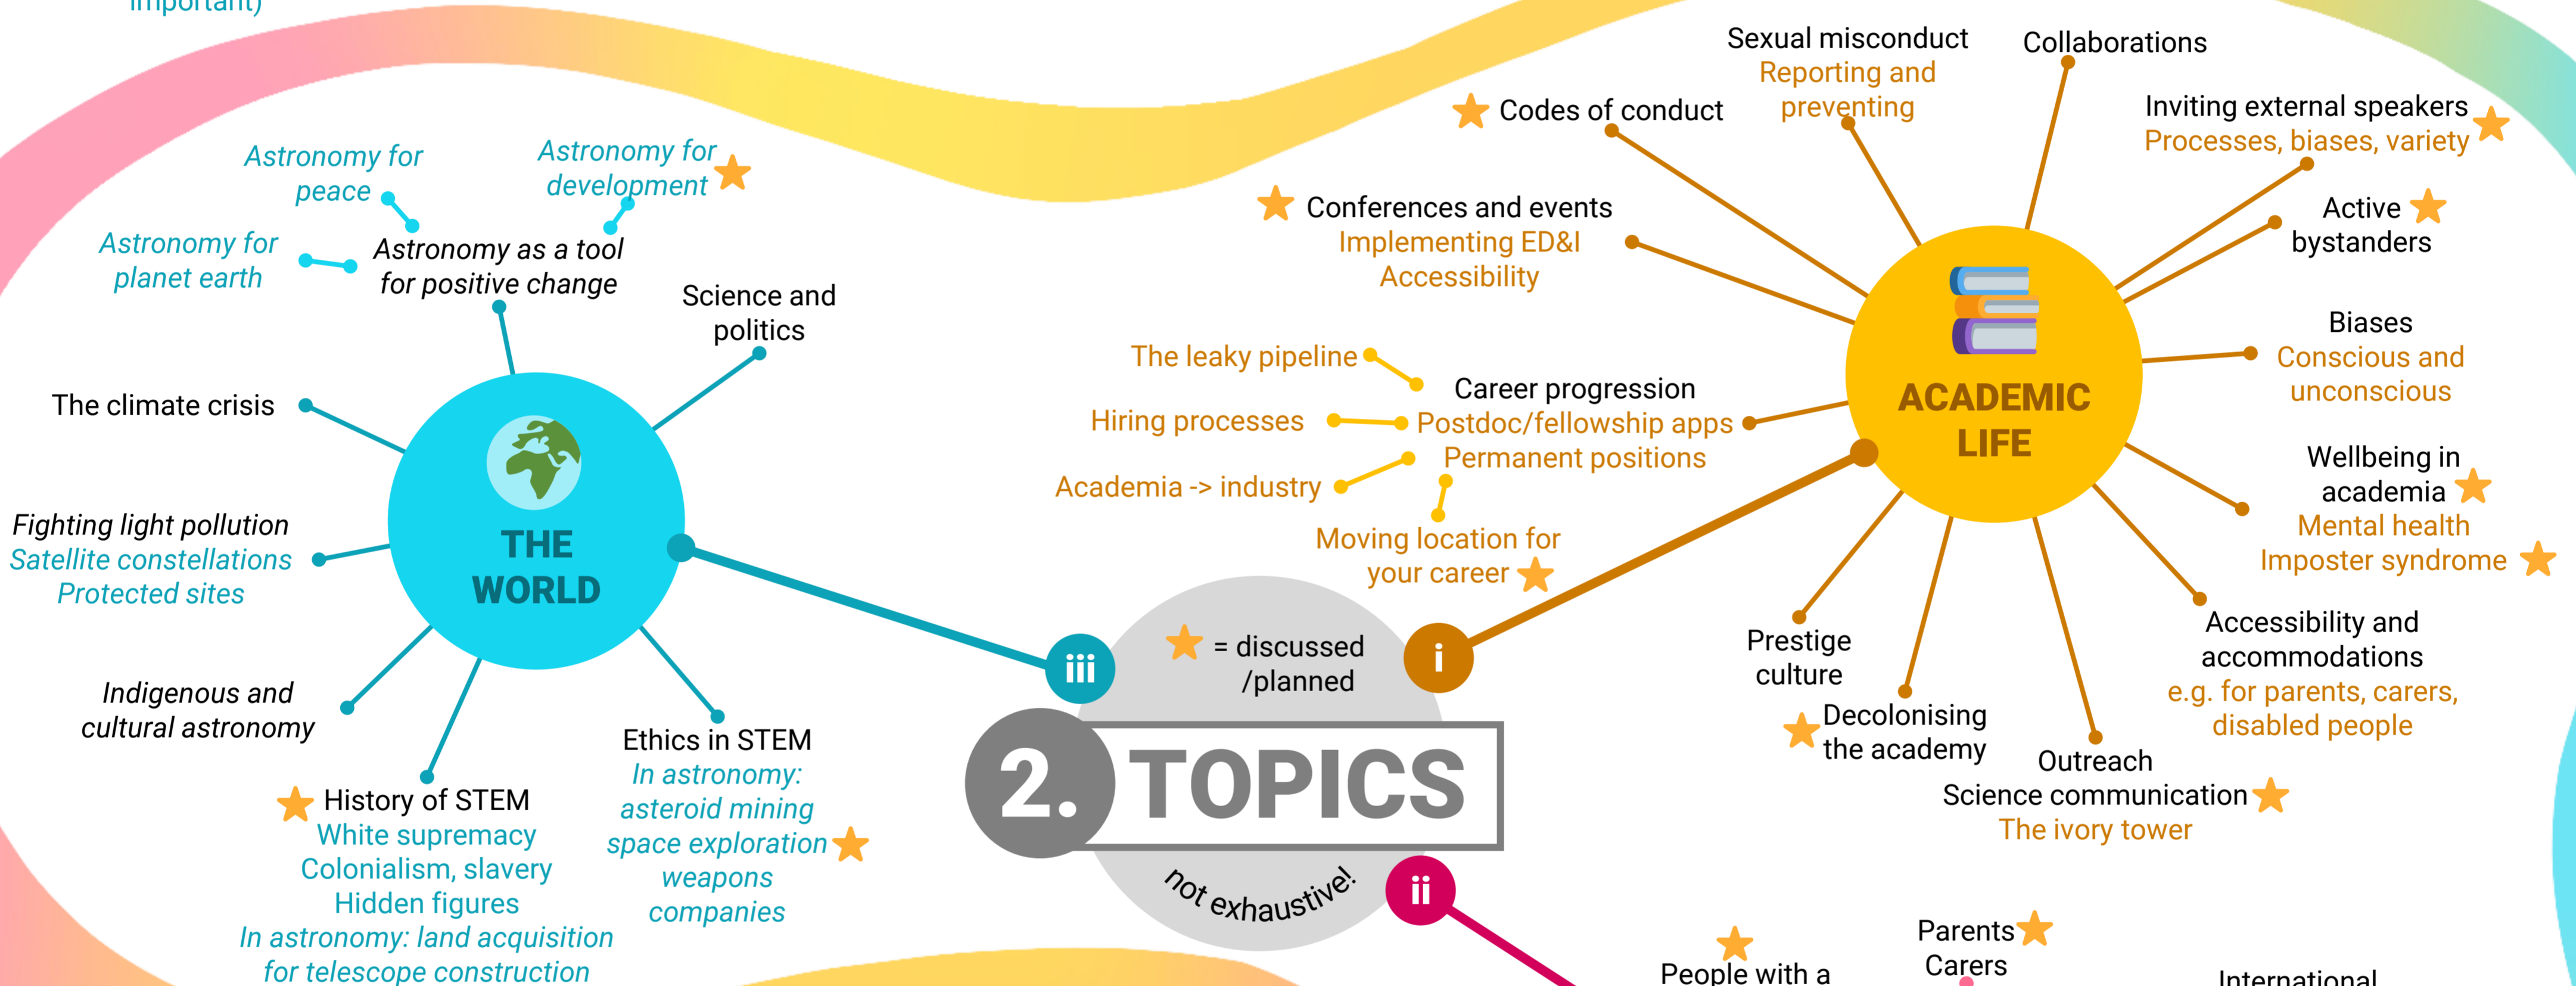 important)
Astronomy for
peace
Astronomy for
development
Astronomy for
planet earth
Astronomy as a tool
for positive change
Science and
politics
The climate crisis
THE
WORLD
Fighting light pollution
Satellite constellations
Protected sites
Indigenous and
cultural astronomy
History of STEM
White supremacy
Colonialism, slavery
Hidden figures
In astronomy: land acquisition
for telescope construction
Ethics in STEM
In astronomy:
asteroid mining
space exploration
weapons
companies
iii
= discussed
/planned
i
2. TOPICS
not exhaustive!
ii
Sexual misconduct
Reporting and
preventing
Collaborations
Codes of conduct
Inviting external speakers
Processes, biases, variety
Conferences and events
Implementing ED&I
Accessibility
Active
bystanders
The leaky pipeline
Career progression
Hiring processes
Postdoc/fellowship apps
Permanent positions
Academia -> industry
Moving location for
your career
ACADEMIC
LIFE
Biases
Conscious and
unconscious
Wellbeing in
academia
Mental health
Imposter syndrome
Accessibility and
accommodations
e.g. for parents, carers,
disabled people
Prestige
culture
Decolonising
the academy
Outreach
Science communication
The ivory tower
People with a
Parents
Carers
International